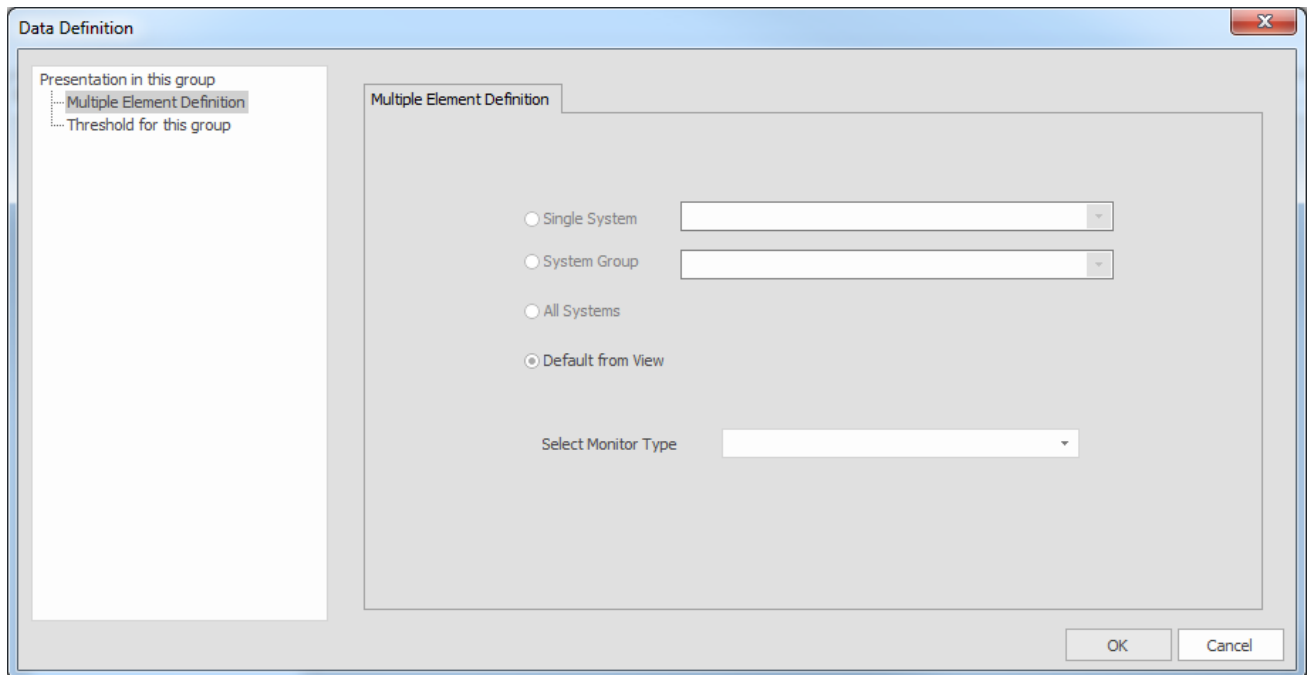 Data Definition
Presentation in this group
Multiple Element Definition
Threshold for this group
Multiple Element Definition
Single System
System Group
All Systems
Default from View
Select Monitor Type
OK
Cancel